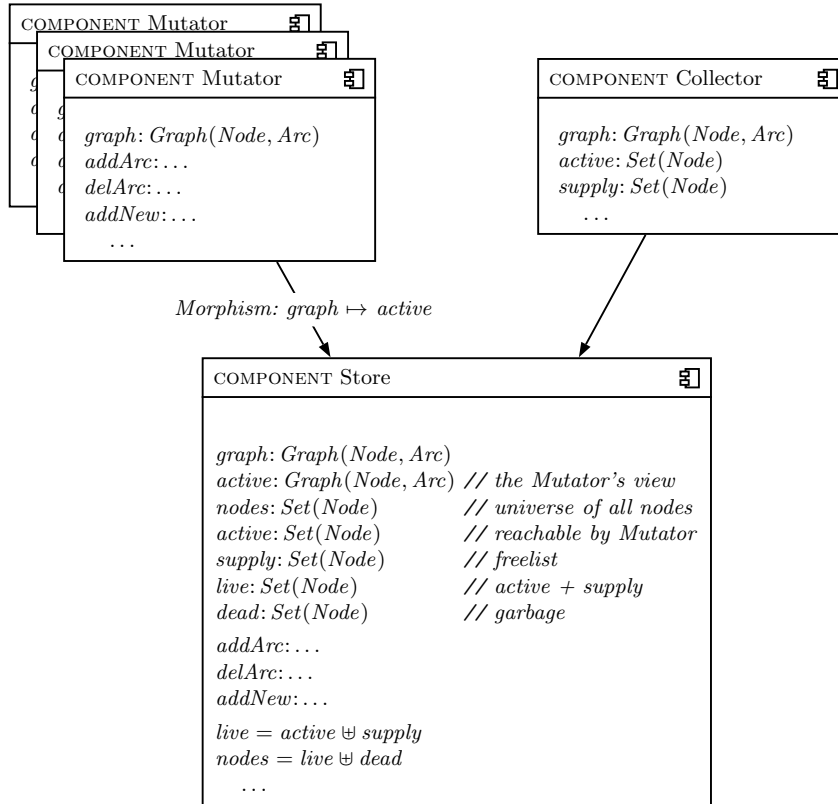 COMPONENT Mutator
COMPONENT Mutator
COMPONENT Mutator
graph: Graph(Node, Arc)
addArc: . . .
delArc: . . .
addNew: . . .
. . .
COMPONENT Collector
graph: Graph(Node, Arc)
active: Set(Node)
supply: Set(Node)
. . .
Morphism: graph ↦ active
COMPONENT Store
graph: Graph(Node, Arc)
active: Graph(Node, Arc) // the Mutator's view
nodes: Set(Node) // universe of all nodes
active: Set(Node) // reachable by Mutator
supply: Set(Node) // freelist
live: Set(Node) // active + supply
dead: Set(Node) // garbage
addArc: . . .
delArc: . . .
addNew: . . .
live = active ⊎ supply
nodes = live ⊎ dead
. . .